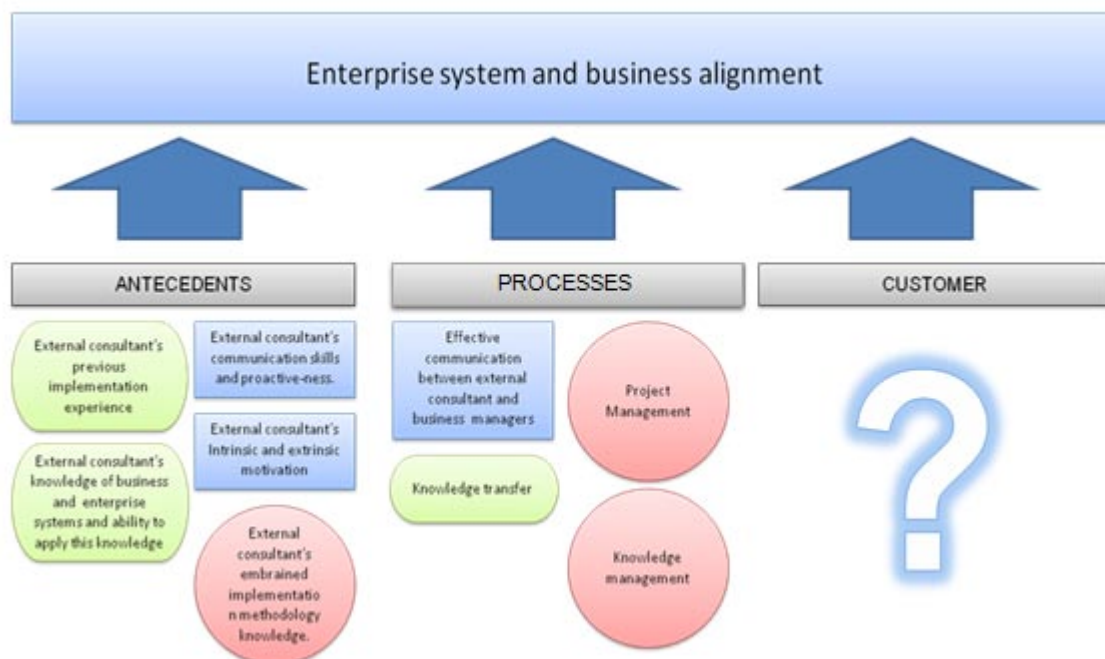 Enterprise system and business alignment
ANTECEDENTS
PROCESSES
CUSTOMER
External consultant's
previous
implementation
experience
External consultant's
communication skills
and proactive-ness.
External consultant's
knowledge of business
and enterprise
systems and ability to
apply this knowledge
External consultant's
Intrinsic and extrinsic
motivation
External
consultant's
embrained
implementatio
n methodology
knowledge.
Effective
communication
between external
consultant and
business managers
Project
Management
Knowledge transfer
Knowledge
management
?